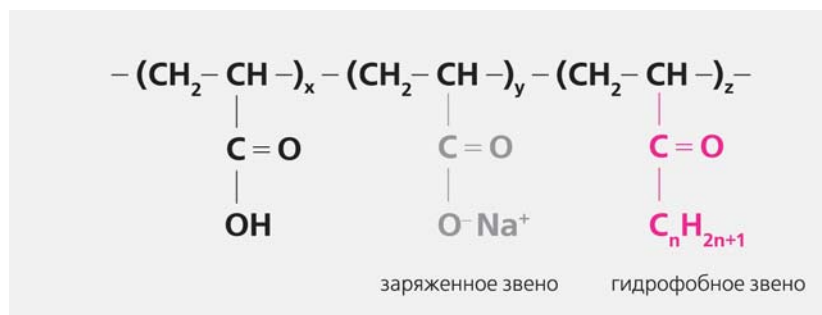 – (CH₂– CH –)ₓ – (CH₂– CH –)y – (CH₂– CH –)z–
C = O C = O C = O
OH O⁻ Na⁺ CₙH₂ₙ₊₁
заряженное звено гидрофобное звено